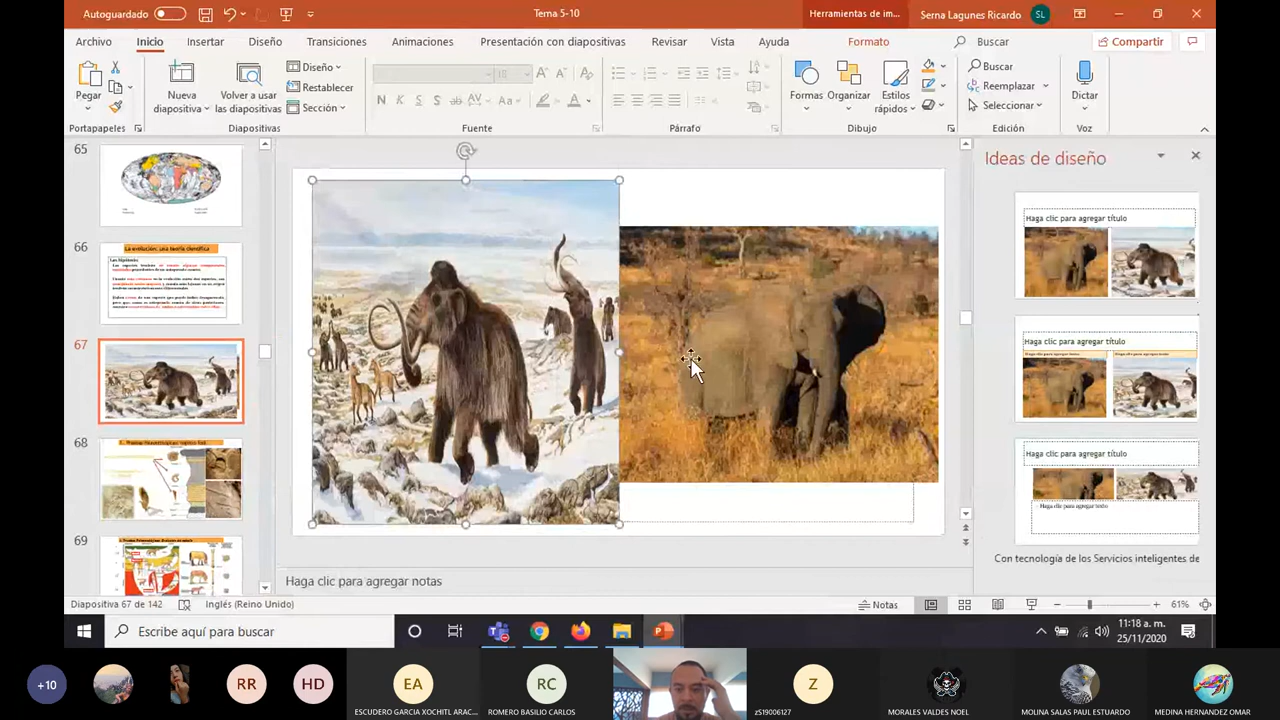 Autoguardado
Tema 5-10
Herramientas de im...
Serna Lagunes Ricardo
SL
Archivo
Inicio
Insertar
Diseño
Transiciones
Animaciones
Presentación con diapositivas
Revisar
Vista
Ayuda
Formato
Buscar
Compartir
Pegar
Nueva
diapositiva
Volver a usar
las diapositivas
Diseño
Restablecer
Sección
Formas
Organizar
Estilos
rápidos
Buscar
Reemplazar
Seleccionar
Dictar
Portapapeles
Diapositivas
Fuente
Párrafo
Dibujo
Edición
Voz
65
66
La evolución: una teoría científica
67
68
69
Ideas de diseño
Haga clic para agregar título
Haga clic para agregar título
Haga clic para agregar título
Haga clic para agregar texto
Con tecnología de los Servicios inteligentes de
Haga clic para agregar notas
Diapositiva 67 de 142
Inglés (Reino Unido)
Notas
61%
Escribe aquí para buscar
11:18 a. m.
25/11/2020
+10
RR
HD
EA
RC
Z
ESCUDERO GARCIA XOCHITL ARAC...
ROMERO BASILIO CARLOS
zS19006127
MORALES VALDES NOEL
MOLINA SALAS PAUL ESTUARDO
MEDINA HERNANDEZ OMAR